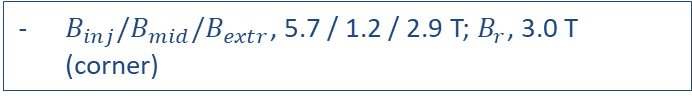 - B_inj/B_mid/B_extr, 5.7 / 1.2 / 2.9 T; B_r, 3.0 T
(corner)